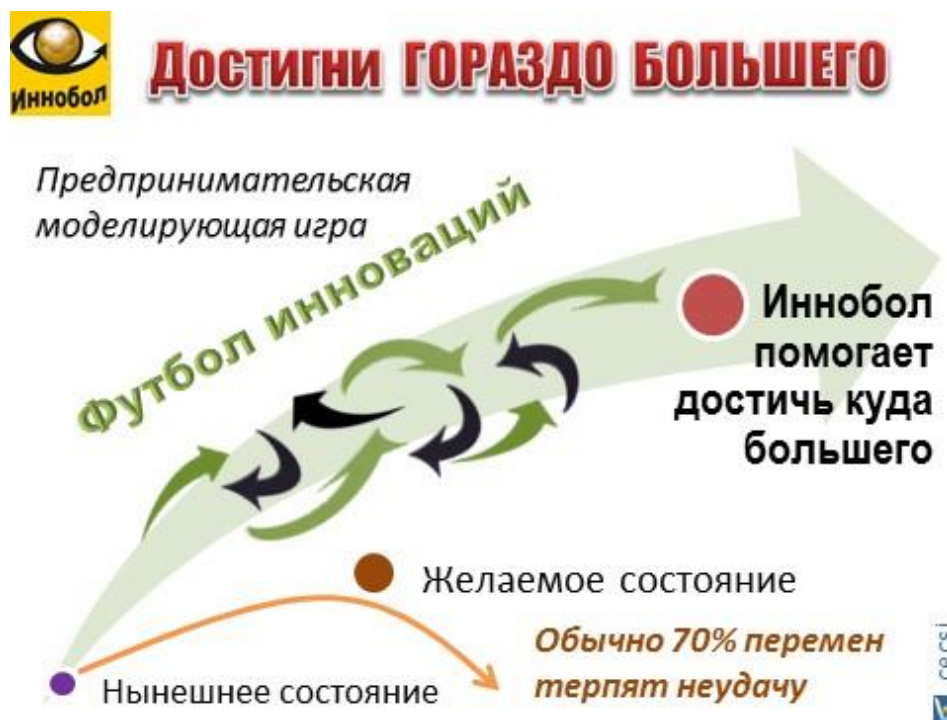 Иннобол
Достигни ГОРАЗДО БОЛЬШЕГО
Предпринимательская
моделирующая игра
Футбол инноваций
Иннобол
помогает
достичь куда
большего
Желаемое состояние
Обычно 70% перемен
терпят неудачу
Нынешнее состояние